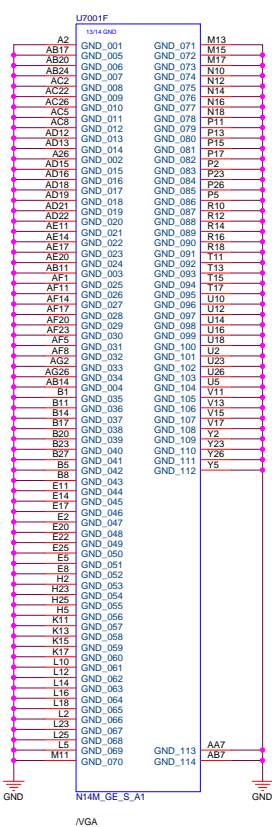 U7001F
13/14 GND
A2 GND_001 GND_071 M13
AB17 GND_005 GND_072 M15
AB20 GND_006 GND_073 M17
AB24 GND_007 GND_074 N10
AC2 GND_008 GND_075 N12
AC22 GND_009 GND_076 N14
AC26 GND_010 GND_077 N16
AC5 GND_011 GND_078 N18
AC8 GND_012 GND_079 P11
AD12 GND_013 GND_080 P13
AD13 GND_014 GND_081 P15
A26 GND_002 GND_082 P17
AD15 GND_015 GND_083 P2
AD16 GND_016 GND_084 P23
AD18 GND_017 GND_085 P26
AD19 GND_018 GND_086 P5
AD21 GND_019 GND_087 R10
AD22 GND_020 GND_088 R12
AE11 GND_021 GND_089 R14
AE14 GND_022 GND_090 R16
AE17 GND_023 GND_091 R18
AE20 GND_024 GND_092 T11
AB11 GND_003 GND_093 T13
AF1 GND_025 GND_094 T15
AF11 GND_026 GND_095 T17
AF14 GND_027 GND_096 U10
AF17 GND_028 GND_097 U12
AF20 GND_029 GND_098 U14
AF23 GND_030 GND_099 U16
AF5 GND_031 GND_100 U18
AF8 GND_032 GND_101 U2
AG2 GND_033 GND_102 U23
AG26 GND_034 GND_103 U26
AB14 GND_004 GND_104 U5
B1 GND_035 GND_105 V11
B11 GND_036 GND_106 V13
B14 GND_037 GND_107 V15
B17 GND_038 GND_108 V17
B20 GND_039 GND_109 Y2
B23 GND_040 GND_110 Y23
B27 GND_041 GND_111 Y26
B5 GND_042 GND_112 Y5
B8 GND_043
E11 GND_044
E14 GND_045
E17 GND_046
E2 GND_047
E20 GND_048
E22 GND_049
E25 GND_050
E5 GND_051
E8 GND_052
H2 GND_053
H23 GND_054
H25 GND_055
H5 GND_056
K11 GND_057
K13 GND_058
K15 GND_059
K17 GND_060
L10 GND_061
L12 GND_062
L14 GND_063
L16 GND_064
L18 GND_065
L2 GND_066
L23 GND_067
L25 GND_068
L5 GND_069 GND_113 AA7
M11 GND_070 GND_114 AB7
GND N14M_GE_S_A1 GND
/VGA